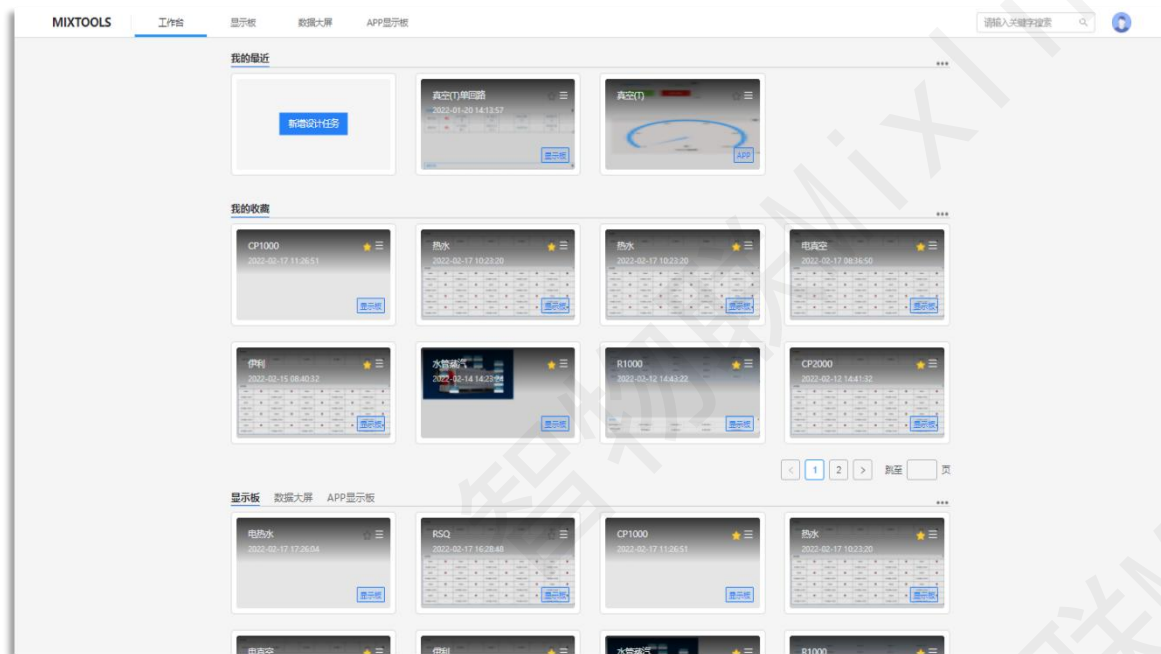 MIXTOOLS 工作台 显示板 数据大屏 APP显示板 请输入关键字搜索
我的最近
新增设计任务
真空(T)单回路
2022-01-20 14:13:57
显示板
真空(T)
APP
我的收藏
CP1000
2022-02-17 11:26:51
显示板
热水
2022-02-17 10:23:20
显示板
热水
2022-02-17 10:23:20
显示板
电真空
2022-02-17 08:36:50
显示板
伊利
2022-02-15 08:40:32
显示板
水管蒸汽
2022-02-14 14:23:24
显示板
R1000
2022-02-12 14:43:22
显示板
CP2000
2022-02-12 14:41:32
显示板
1 2 跳至 页
显示板 数据大屏 APP显示板
电热水
2022-02-17 17:26:04
显示板
RSQ
2022-02-17 16:28:48
显示板
CP1000
2022-02-17 11:26:51
显示板
热水
2022-02-17 10:23:20
显示板
电真空
伊利
水管蒸汽
R1000
智物联MixIIoT